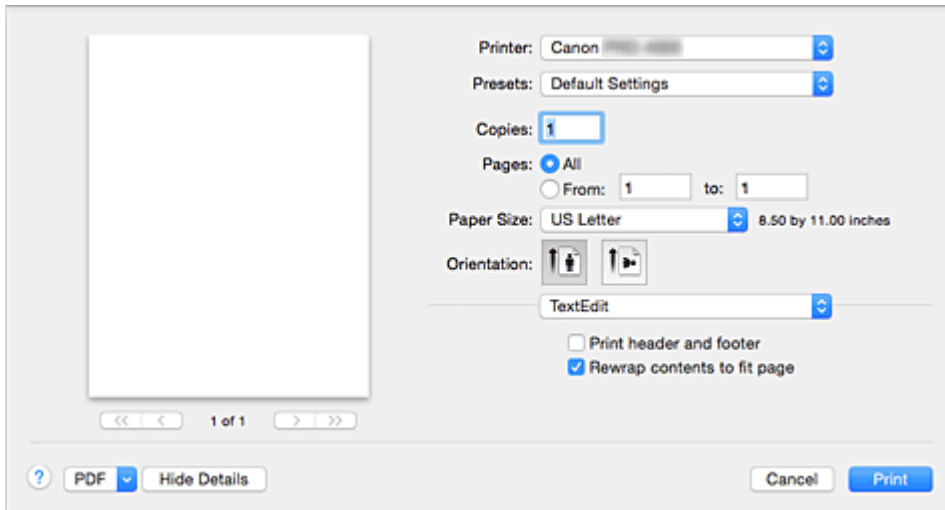 Printer: Canon
Presets: Default Settings
Copies: 1
Pages: All
From: 1 to: 1
Paper Size: US Letter 8.50 by 11.00 inches
Orientation:
TextEdit
Print header and footer
Rewrap contents to fit page
<< < 1 of 1 > >>
? PDF Hide Details Cancel Print